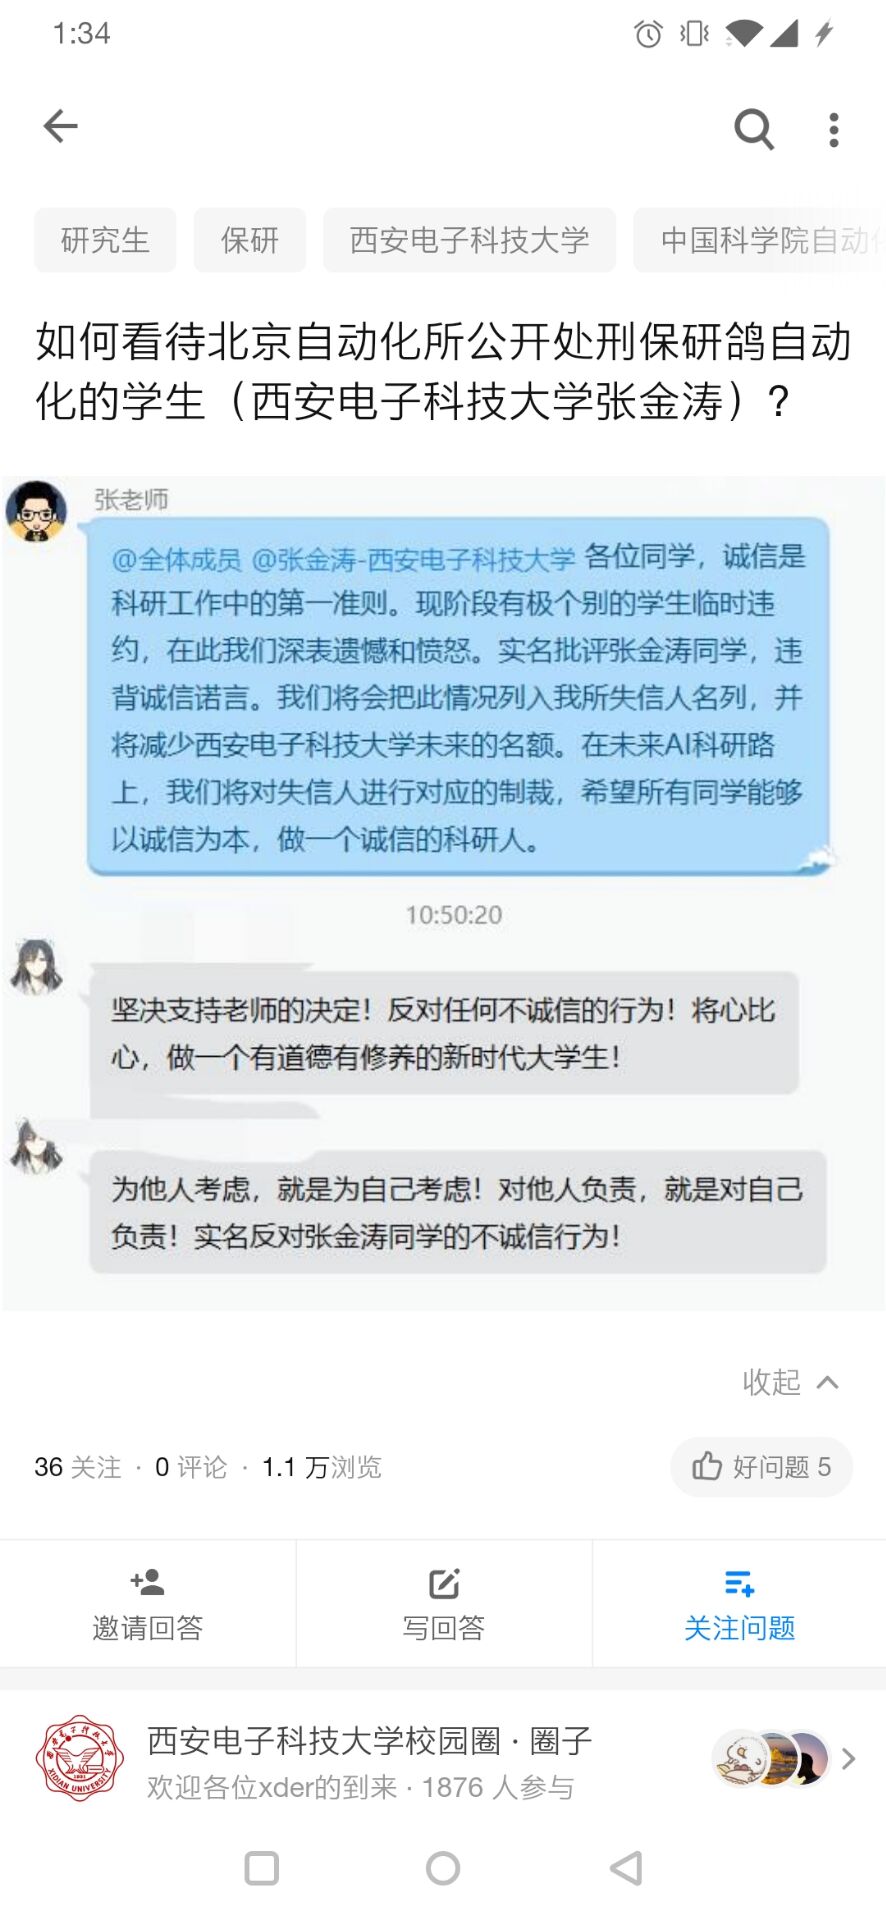 1:34
研究生 保研 西安电子科技大学 中国科学院自动化
如何看待北京自动化所公开处刑保研鸽自动
化的学生（西安电子科技大学张金涛）？
张老师
@全体成员 @张金涛-西安电子科技大学 各位同学，诚信是
科研工作中的第一准则。现阶段有极个别的学生临时违
约，在此我们深表遗憾和愤怒。实名批评张金涛同学，违
背诚信诺言。我们将会把此情况列入我所失信人名列，并
将减少西安电子科技大学未来的名额。在未来AI科研路
上，我们将对失信人进行对应的制裁，希望所有同学能够
以诚信为本，做一个诚信的科研人。
10:50:20
坚决支持老师的决定！反对任何不诚信的行为！将心比
心，做一个有道德有修养的新时代大学生！
为他人考虑，就是为自己考虑！对他人负责，就是对自己
负责！实名反对张金涛同学的不诚信行为！
收起
36 关注 · 0 评论 · 1.1 万浏览
好问题 5
邀请回答 写回答 关注问题
西安电子科技大学校园圈 · 圈子
欢迎各位xder的到来 · 1876 人参与
西安电子科技大学
XIDIAN UNIVERSITY